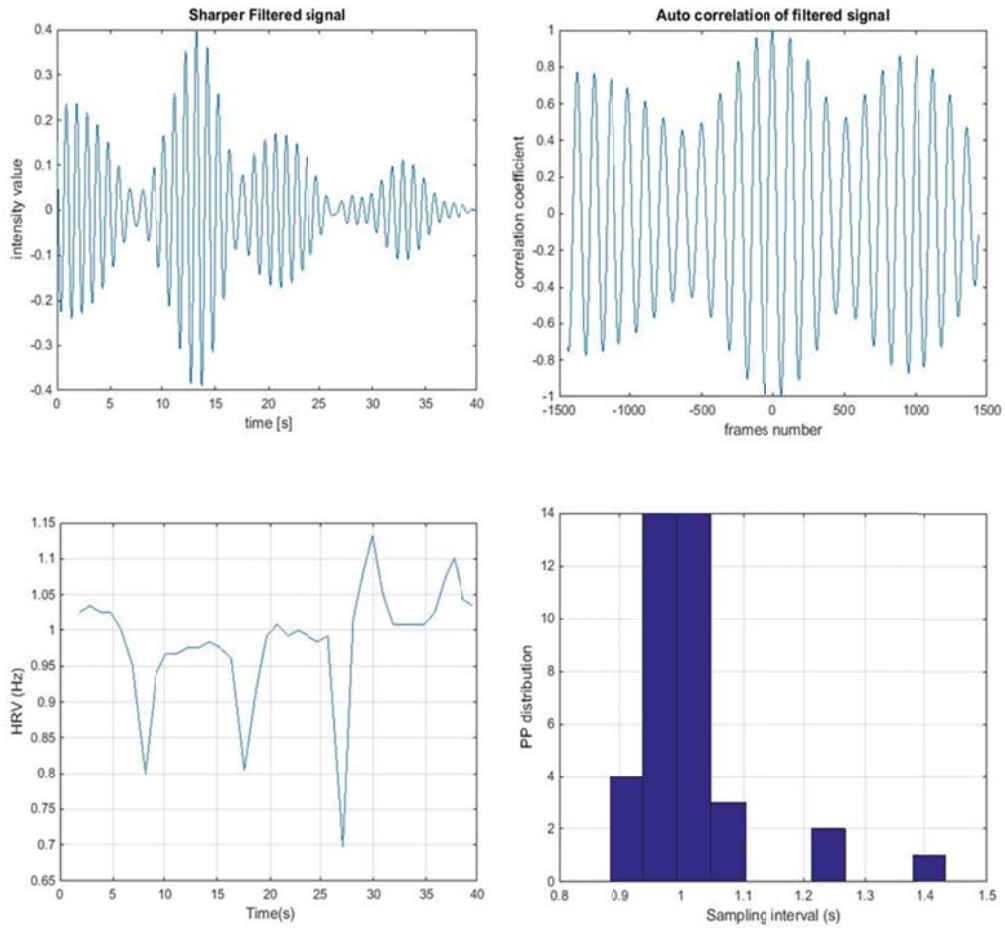 Sharper Filtered signal
intensity value
0.4
0.3
0.2
0.1
0
-0.1
-0.2
-0.3
-0.4
0 5 10 15 20 25 30 35 40
time [s]
Auto correlation of filtered signal
correlation coefficient
1
0.8
0.6
0.4
0.2
0
-0.2
-0.4
-0.6
-0.8
-1
-1500 -1000 -500 0 500 1000 1500
frames number
HRV (Hz)
1.15
1.1
1.05
1
0.95
0.9
0.85
0.8
0.75
0.7
0.65
0 5 10 15 20 25 30 35 40
Time(s)
PP distribution
14
12
10
8
6
4
2
0
0.8 0.9 1 1.1 1.2 1.3 1.4 1.5
Sampling interval (s)